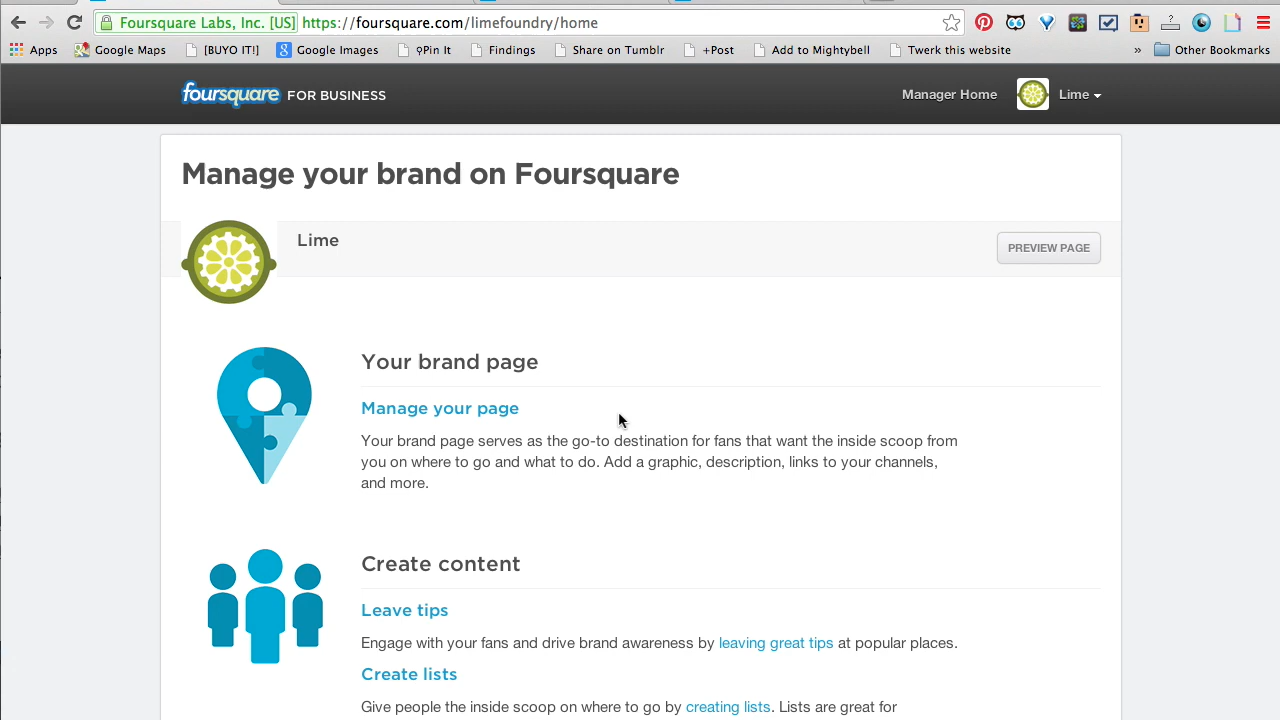 Foursquare Labs, Inc. [US] https://foursquare.com/limefoundry/home
Apps Google Maps [BUYO IT!] Google Images ⚲Pin It Findings Share on Tumblr +Post Add to Mightybell Twerk this website » Other Bookmarks
foursquare FOR BUSINESS Manager Home Lime
Manage your brand on Foursquare
Lime PREVIEW PAGE
Your brand page
Manage your page
Your brand page serves as the go-to destination for fans that want the inside scoop from
you on where to go and what to do. Add a graphic, description, links to your channels,
and more.
Create content
Leave tips
Engage with your fans and drive brand awareness by leaving great tips at popular places.
Create lists
Give people the inside scoop on where to go by creating lists. Lists are great for